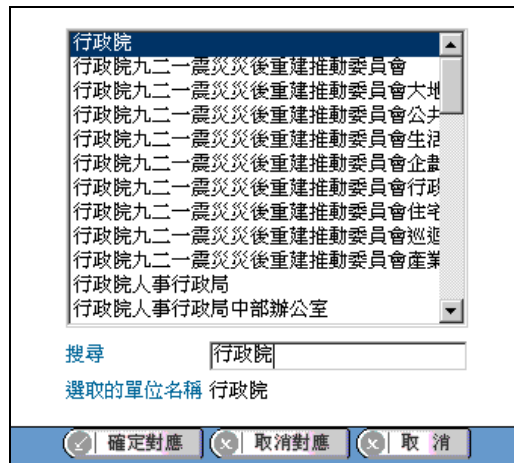 行政院
行政院九二一震災災後重建推動委員會
行政院九二一震災災後重建推動委員會大地
行政院九二一震災災後重建推動委員會公共
行政院九二一震災災後重建推動委員會生活
行政院九二一震災災後重建推動委員會企劃
行政院九二一震災災後重建推動委員會行政
行政院九二一震災災後重建推動委員會住宅
行政院九二一震災災後重建推動委員會巡迴
行政院九二一震災災後重建推動委員會產業
行政院人事行政局
行政院人事行政局中部辦公室
搜尋 行政院
選取的單位名稱 行政院
確定對應 取消對應 取 消